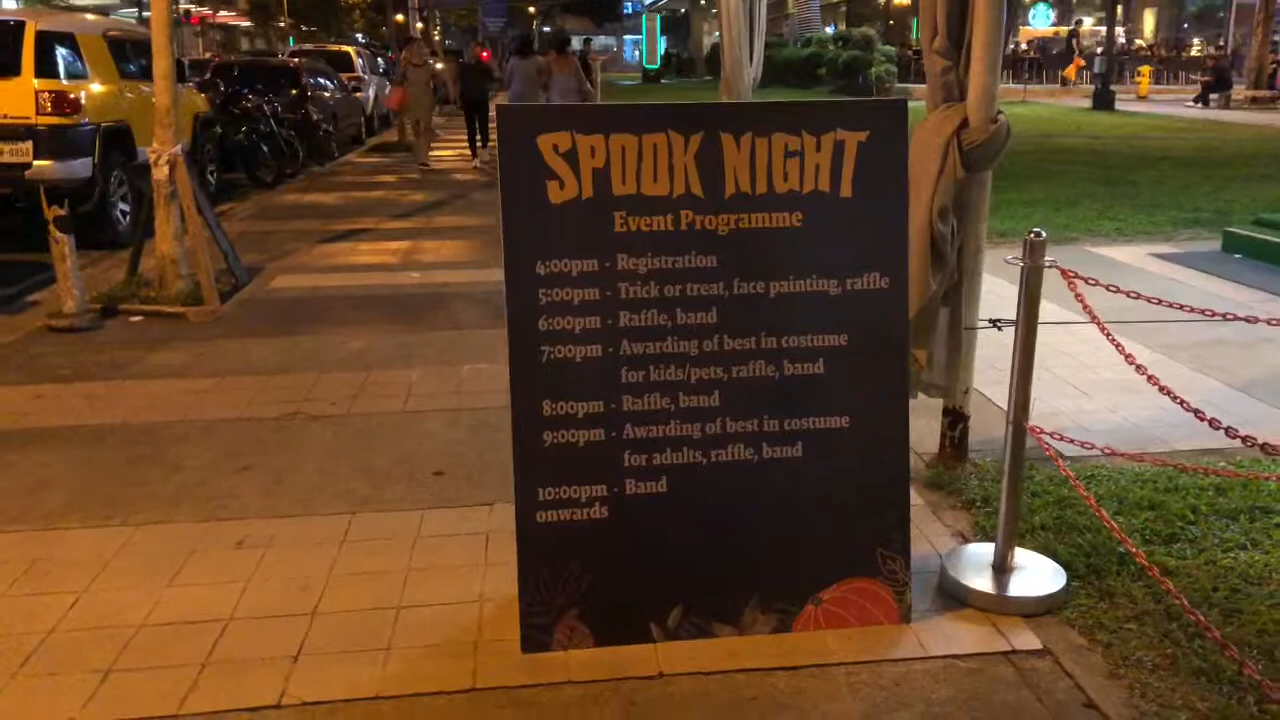 SPOOK NIGHT
Event Programme
4:00pm - Registration
5:00pm - Trick or treat, face painting, raffle
6:00pm - Raffle, band
7:00pm - Awarding of best in costume
for kids/pets, raffle, band
8:00pm - Raffle, band
9:00pm - Awarding of best in costume
for adults, raffle, band
10:00pm - Band
onwards